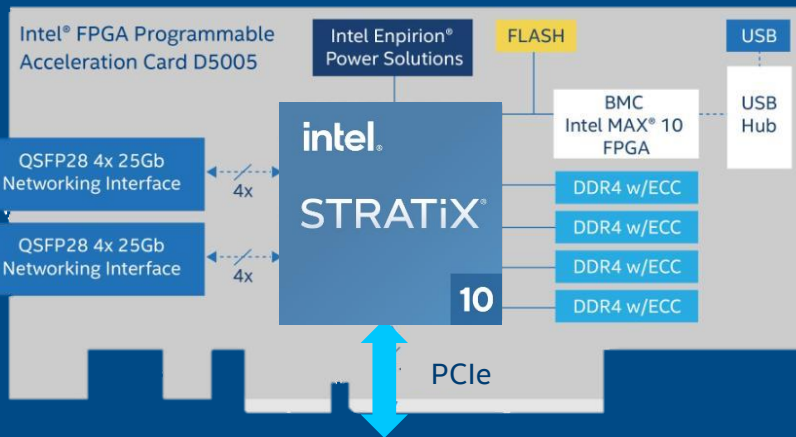 Intel® FPGA Programmable
Acceleration Card D5005
Intel Enpirion®
Power Solutions
FLASH
USB
BMC
Intel MAX® 10
FPGA
USB
Hub
intel.
STRATiX®
10
QSFP28 4x 25Gb
Networking Interface
4x
QSFP28 4x 25Gb
Networking Interface
4x
DDR4 w/ECC
DDR4 w/ECC
DDR4 w/ECC
DDR4 w/ECC
PCIe